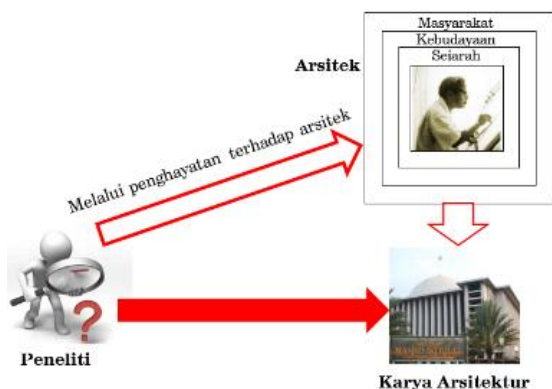 Masyarakat
Kebudayaan
Sejarah
Arsitek
Melalui penghayatan terhadap arsitek
?
Peneliti
Karya Arsitektur